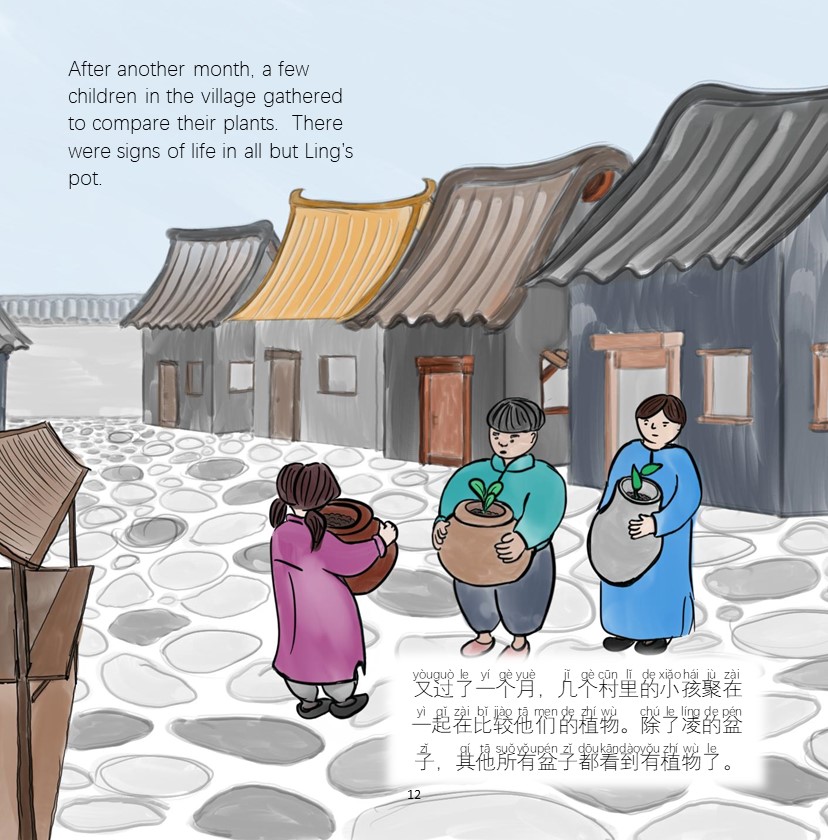 After another month, a few
children in the village gathered
to compare their plants.  There
were signs of life in all but Ling's
pot.
yòuguò le yí gè yuè jǐ gè cūn lǐ de xiǎo hái jù zài
又过了一个月，几个村里的小孩聚在
yì qǐ zài bǐ jiào tā men de zhí wù chú le líng de pén
一起在比较他们的植物。除了凌的盆
zǐ qí tā suǒ yǒu pén zǐ dōu kàn dào yǒu zhí wù le
子，其他所有盆子都看到有植物了。
12